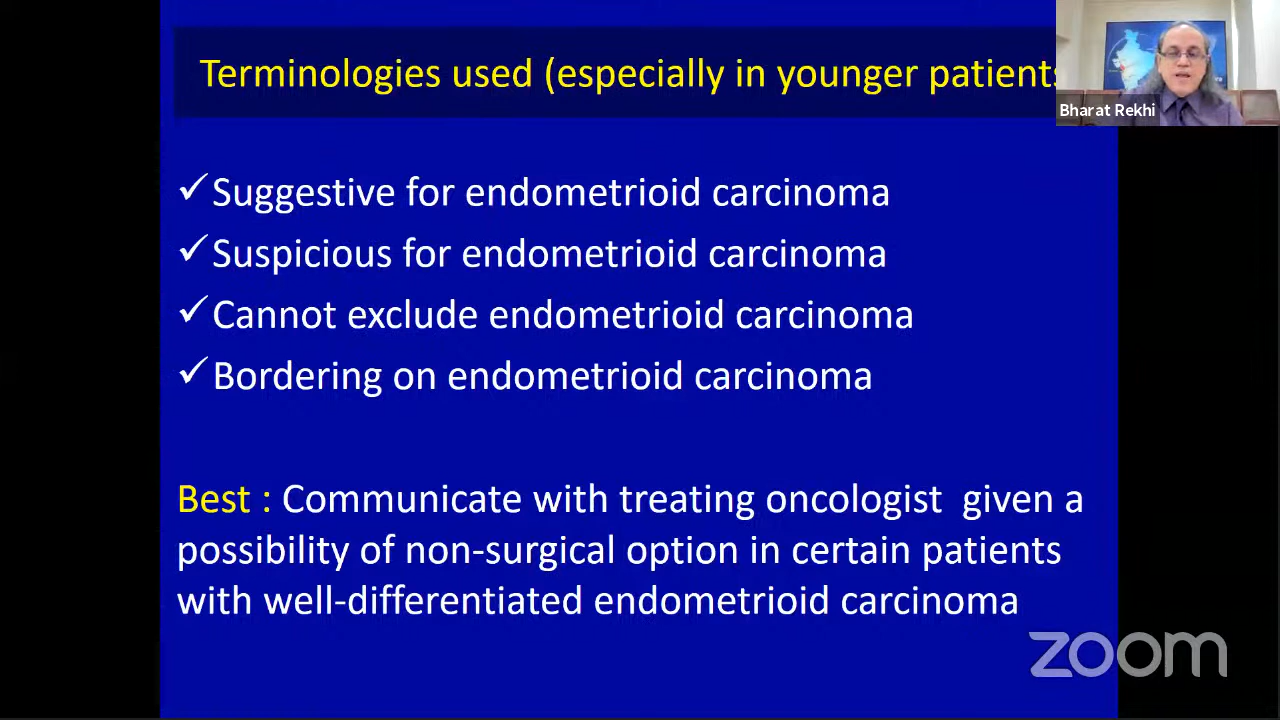 Terminologies used (especially in younger patients
Bharat Rekhi
✓Suggestive for endometrioid carcinoma
✓Suspicious for endometrioid carcinoma
✓Cannot exclude endometrioid carcinoma
✓Bordering on endometrioid carcinoma
Best : Communicate with treating oncologist given a
possibility of non-surgical option in certain patients
with well-differentiated endometrioid carcinoma
zoom